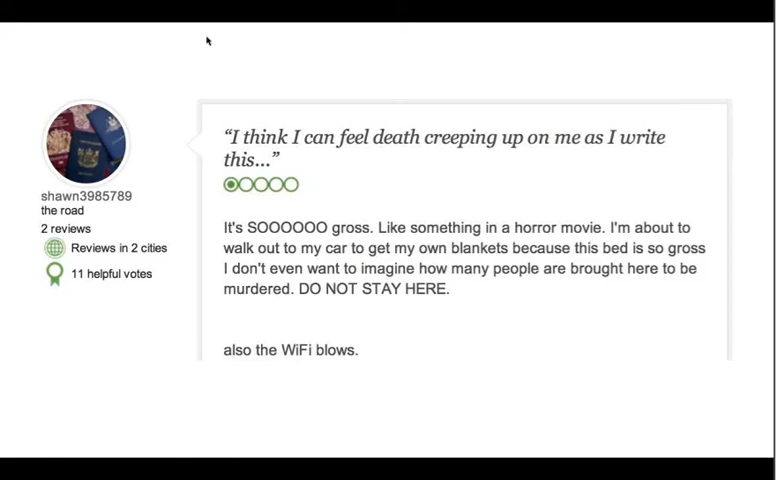 “I think I can feel death creeping up on me as I write
this...”
shawn3985789
the road
2 reviews
Reviews in 2 cities
11 helpful votes
It's SOOOOOO gross. Like something in a horror movie. I'm about to
walk out to my car to get my own blankets because this bed is so gross
I don't even want to imagine how many people are brought here to be
murdered. DO NOT STAY HERE.
also the WiFi blows.